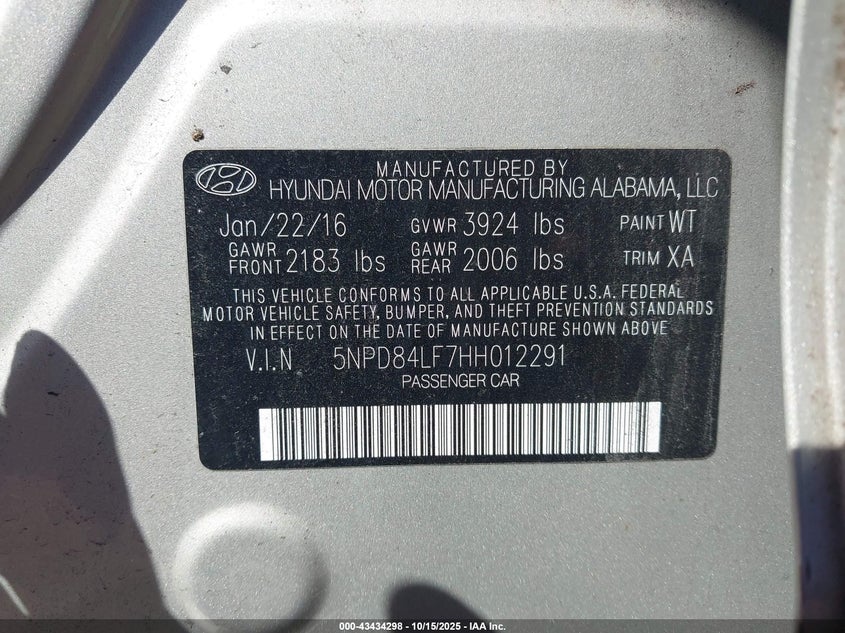 MANUFACTURED BY
HYUNDAI MOTOR MANUFACTURING ALABAMA, LLC
Jan/22/16 GVWR 3924 lbs PAINT WT
GAWR FRONT 2183 lbs GAWR REAR 2006 lbs TRIM XA
THIS VEHICLE CONFORMS TO ALL APPLICABLE U.S.A. FEDERAL
MOTOR VEHICLE SAFETY, BUMPER, AND THEFT PREVENTION STANDARDS
IN EFFECT ON THE DATE OF MANUFACTURE SHOWN ABOVE
V.I.N 5NPD84LF7HH012291
PASSENGER CAR
000-43434298 - 10/15/2025 - IAA Inc.